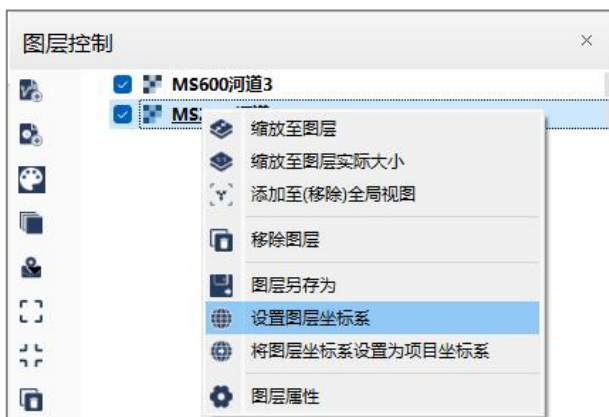 图层控制
MS600河道3
缩放至图层
缩放至图层实际大小
添加至(移除)全局视图
移除图层
图层另存为
设置图层坐标系
将图层坐标系设置为项目坐标系
图层属性